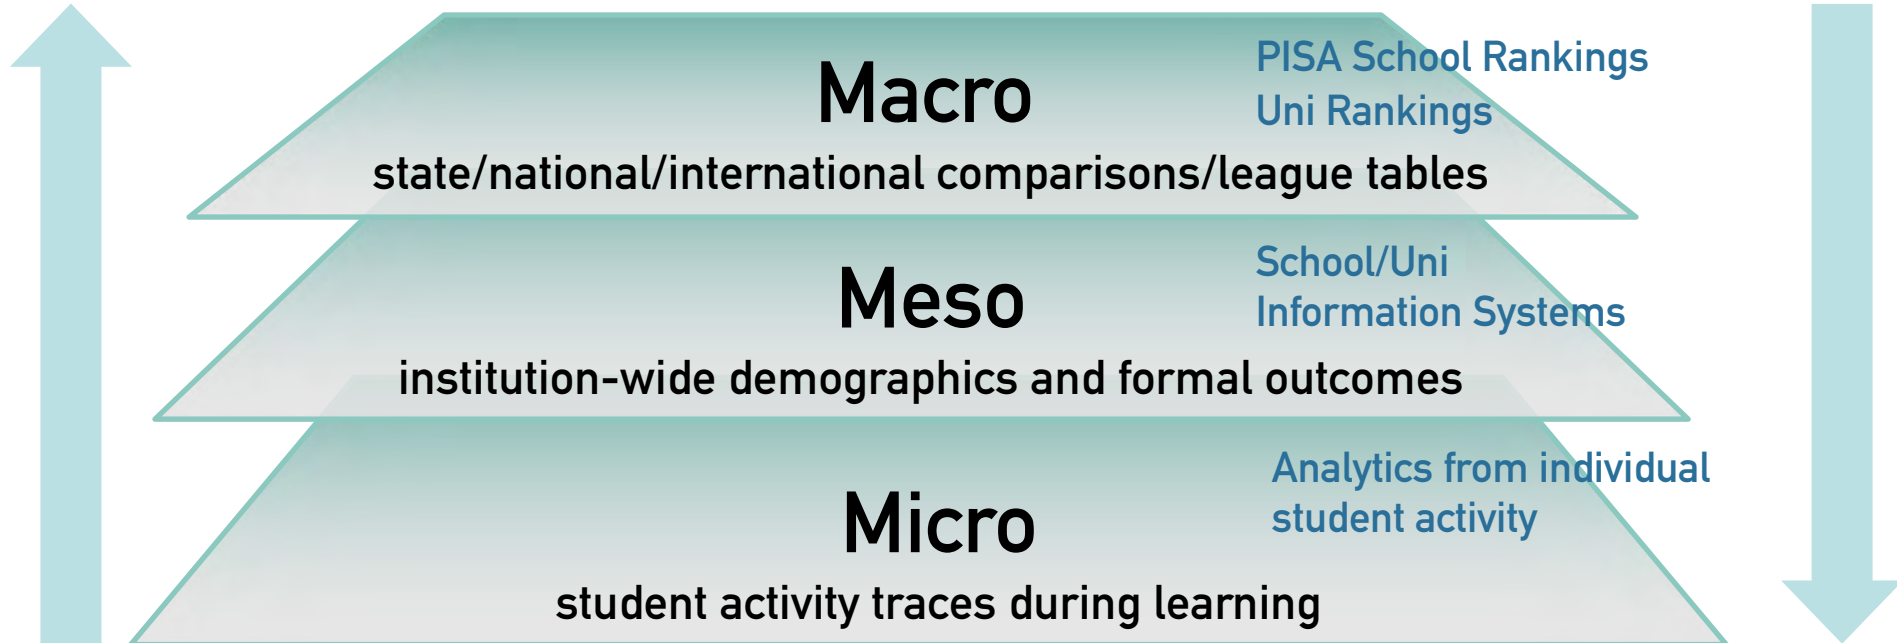 Macro
PISA School Rankings
Uni Rankings
state/national/international comparisons/league tables
Meso
School/Uni
Information Systems
institution-wide demographics and formal outcomes
Micro
Analytics from individual
student activity
student activity traces during learning